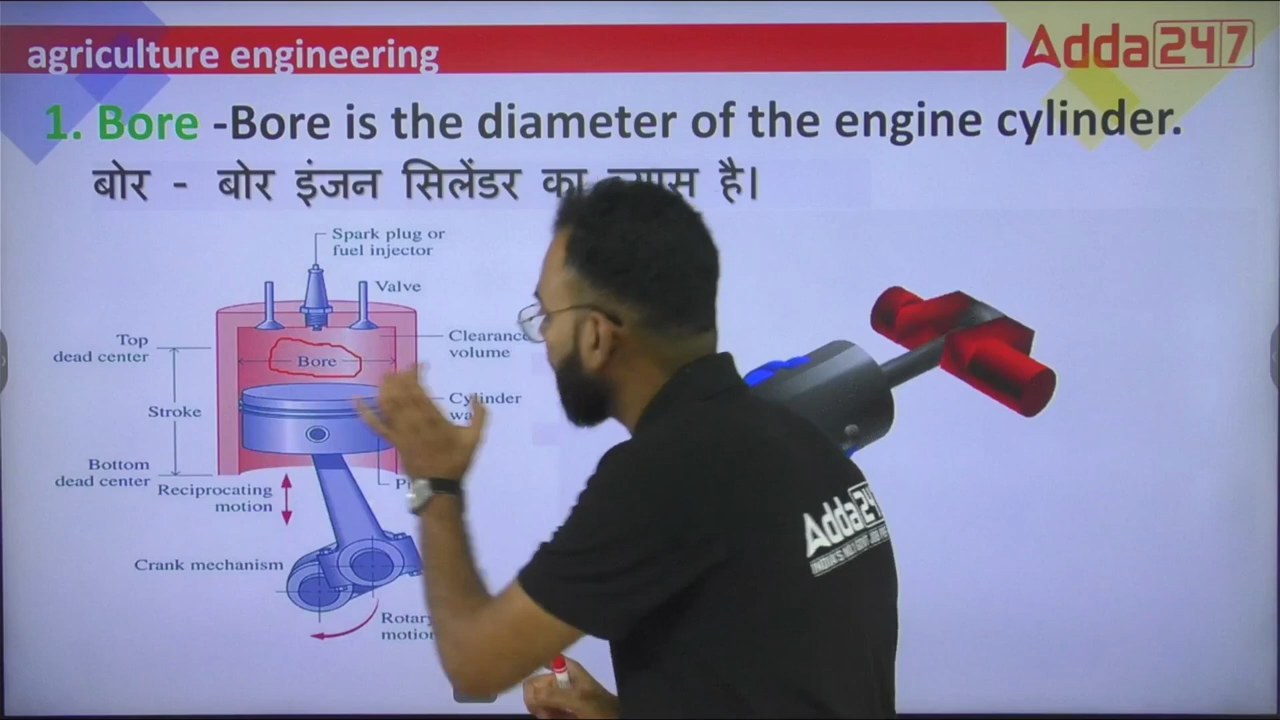 agriculture engineering
Adda247
1. Bore -Bore is the diameter of the engine cylinder.
बोर - बोर इंजन सिलेंडर का है।
Spark plug or
fuel injector
Valve
Top
dead center
Clearance
volume
Bore
Stroke
Cylinder
Bottom
dead center
Reciprocating
motion
Crank mechanism
Rotary
motion
Adda247